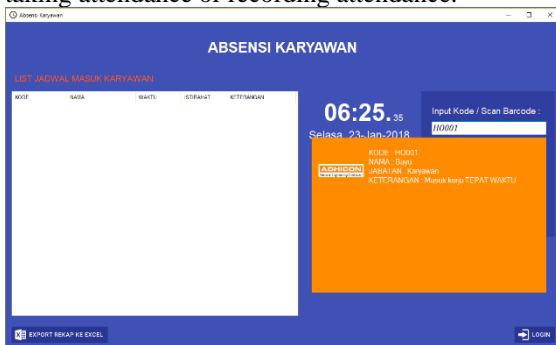 taking attendance or recording attendance.
Absensi Karyawan
ABSENSI KARYAWAN
LIST JADWAL MASUK KARYAWAN
KODE NAMA WAKTU ISTIRAHAT KETERANGAN
06:25.35
Selasa, 23-Jan-2018
Input Kode / Scan Barcode :
HO001
KODE : HO001
NAMA : Bayu
JABATAN : Karyawan
KETERANGAN : Masuk kerja TEPAT WAKTU
ADHICON
EXPORT REKAP KE EXCEL
LOGIN